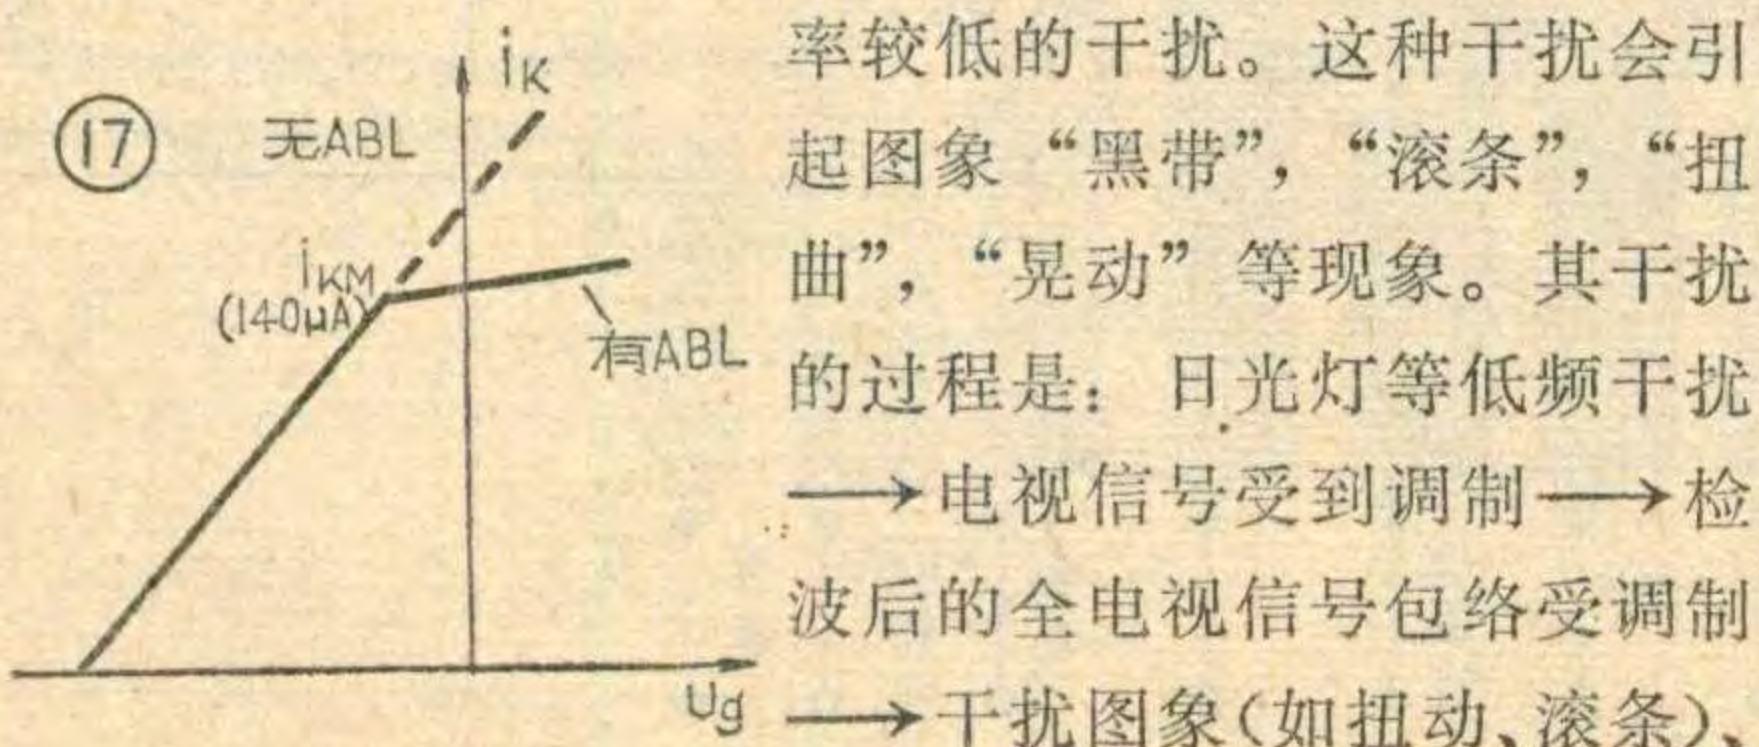 ⑰
iK
无ABL
iKM
(140μA)
有ABL
Ug
率较低的干扰。这种干扰会引
起图象“黑带”，“滚条”，“扭
曲”，“晃动”等现象。其干扰
的过程是：日光灯等低频干扰
→电视信号受到调制→检
波后的全电视信号包络受调制
→干扰图象（如扭动、滚条）、